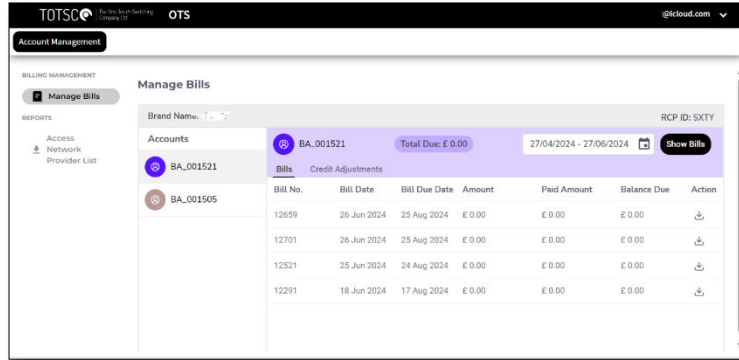 TOTSCO The One Touch Switching Company Ltd OTS @icloud.com
Account Management
BILLING MANAGEMENT
Manage Bills
REPORTS
Access Network Provider List
Manage Bills
Brand Name: RCP ID: SXTY
Accounts
BA_001521
BA_001505
BA_001521 Total Due: £ 0.00 27/04/2024 - 27/06/2024 Show Bills
Bills Credit Adjustments
Bill No. Bill Date Bill Due Date Amount Paid Amount Balance Due Action
12659 26 Jun 2024 25 Aug 2024 £ 0.00 £ 0.00 £ 0.00
12701 26 Jun 2024 25 Aug 2024 £ 0.00 £ 0.00 £ 0.00
12521 25 Jun 2024 24 Aug 2024 £ 0.00 £ 0.00 £ 0.00
12291 18 Jun 2024 17 Aug 2024 £ 0.00 £ 0.00 £ 0.00